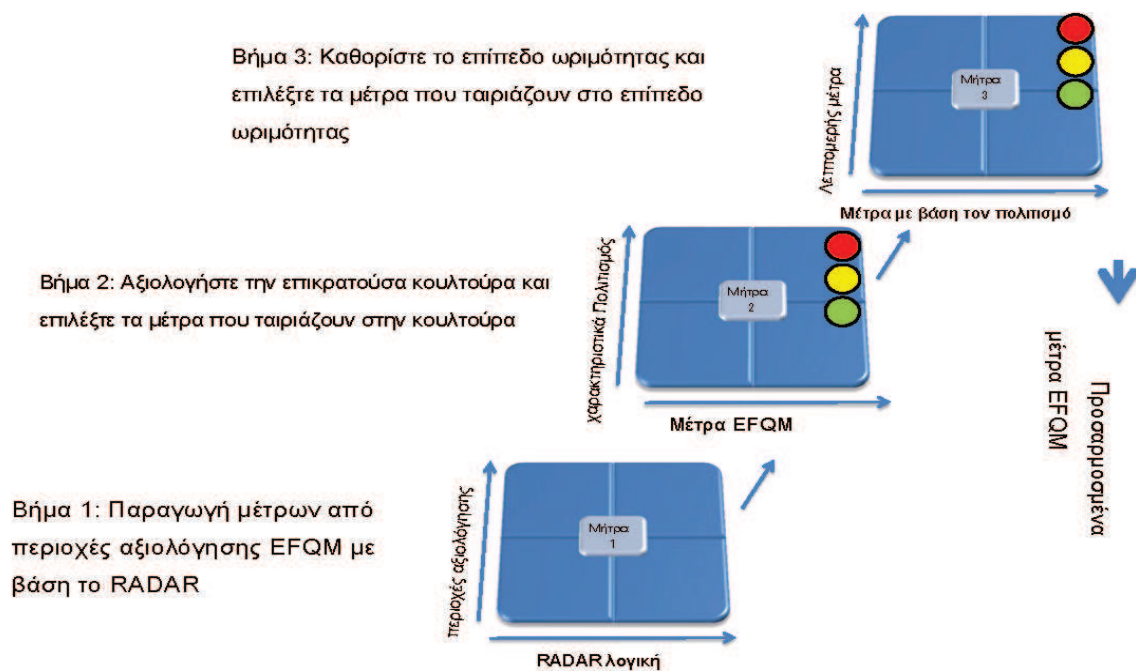 Βήμα 3: Καθορίστε το επίπεδο ωριμότητας και
επιλέξτε τα μέτρα που ταιριάζουν στο επίπεδο
ωριμότητας
Λεπτομερής μέτρα
Μήτρα
3
Μέτρα με βάση τον πολιτισμό
Βήμα 2: Αξιολογήστε την επικρατούσα κουλτούρα και
επιλέξτε τα μέτρα που ταιριάζουν στην κουλτούρα
χαρακτηριστικά Πολιτισμός
Μήτρα
2
Μέτρα EFQM
Προσαρμοσμένα
μέτρα EFQM
Βήμα 1: Παραγωγή μέτρων από
περιοχές αξιολόγησης EFQM με
βάση το RADAR
περιοχές αξιολόγησης
Μήτρα
1
RADAR λογική